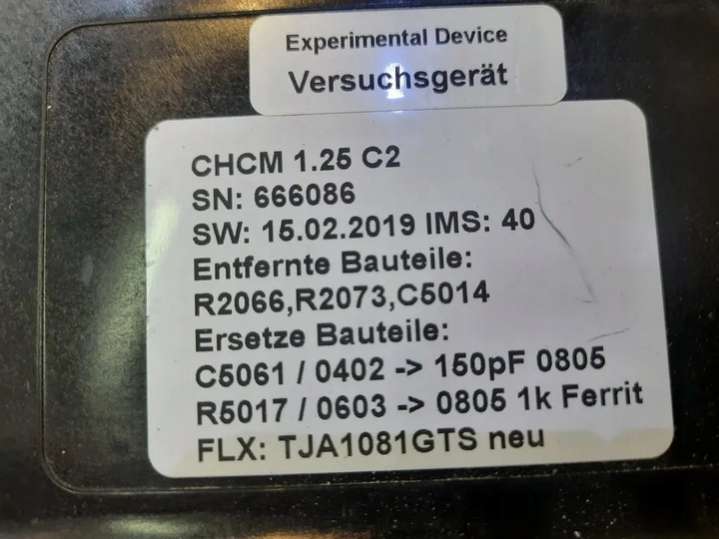 Experimental Device
Versuchsgerät
CHCM 1.25 C2
SN: 666086
SW: 15.02.2019 IMS: 40
Entfernte Bauteile:
R2066,R2073,C5014
Ersetze Bauteile:
C5061 / 0402 -> 150pF 0805
R5017 / 0603 -> 0805 1k Ferrit
FLX: TJA1081GTS neu